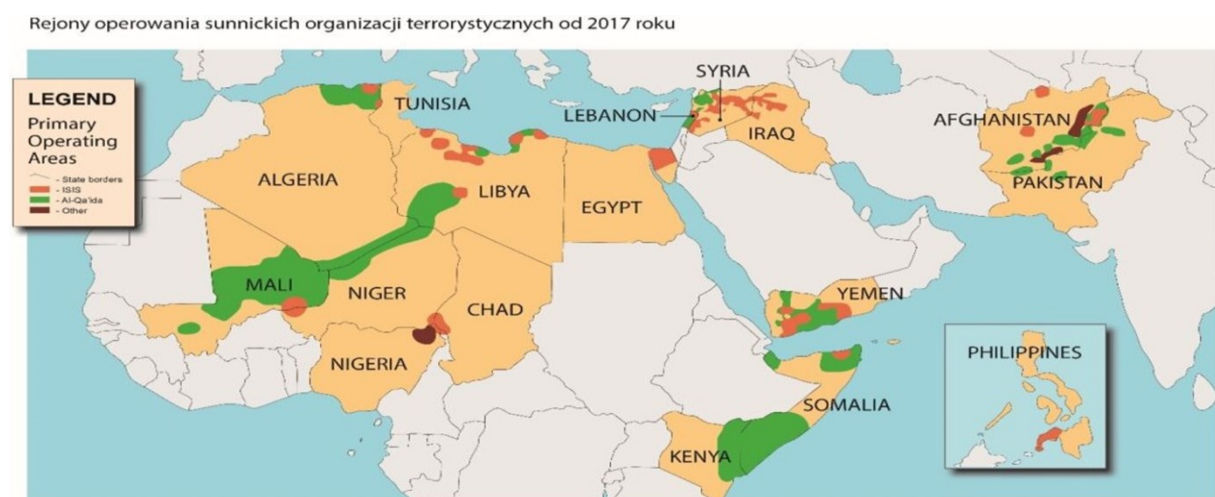 Rejony operowania sunnickich organizacji terrorystycznych od 2017 roku
LEGEND
Primary
Operating
Areas
- State borders
- ISIS
- Al-Qa'ida
- Other
SYRIA
TUNISIA
LEBANON
IRAQ
AFGHANISTAN
PAKISTAN
ALGERIA
LIBYA
EGYPT
MALI
NIGER
CHAD
YEMEN
NIGERIA
SOMALIA
KENYA
PHILIPPINES